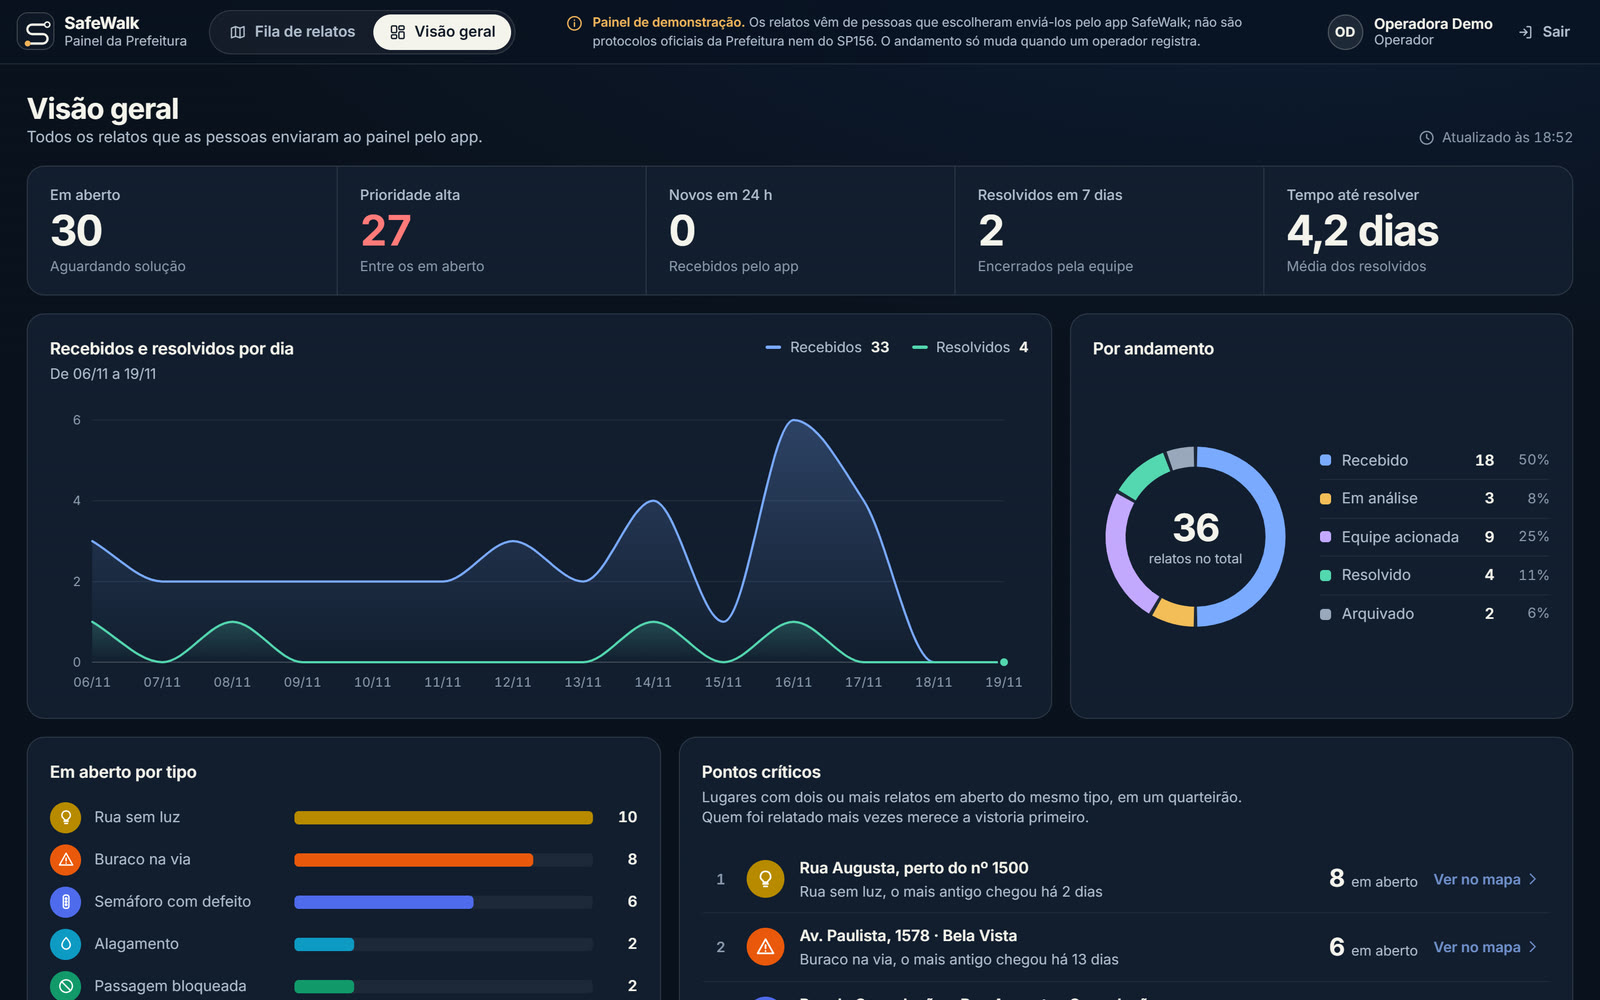 SafeWalk
Painel da Prefeitura
Fila de relatos
Visão geral
Painel de demonstração. Os relatos vêm de pessoas que escolheram enviá-los pelo app SafeWalk; não são
protocolos oficiais da Prefeitura nem do SP156. O andamento só muda quando um operador registra.
OD
Operadora Demo
Operador
Sair
Visão geral
Todos os relatos que as pessoas enviaram ao painel pelo app.
Atualizado às 18:52
Em aberto
30
Aguardando solução
Prioridade alta
27
Entre os em aberto
Novos em 24 h
0
Recebidos pelo app
Resolvidos em 7 dias
2
Encerrados pela equipe
Tempo até resolver
4,2 dias
Média dos resolvidos
Recebidos e resolvidos por dia
De 06/11 a 19/11
Recebidos 33
Resolvidos 4
6
4
2
0
06/11 07/11 08/11 09/11 10/11 11/11 12/11 13/11 14/11 15/11 16/11 17/11 18/11 19/11
Por andamento
36
relatos no total
Recebido 18 50%
Em análise 3 8%
Equipe acionada 9 25%
Resolvido 4 11%
Arquivado 2 6%
Em aberto por tipo
Rua sem luz 10
Buraco na via 8
Semáforo com defeito 6
Alagamento 2
Passagem bloqueada 2
Pontos críticos
Lugares com dois ou mais relatos em aberto do mesmo tipo, em um quarteirão.
Quem foi relatado mais vezes merece a vistoria primeiro.
1
Rua Augusta, perto do nº 1500
Rua sem luz, o mais antigo chegou há 2 dias
8 em aberto
Ver no mapa
2
Av. Paulista, 1578 · Bela Vista
Buraco na via, o mais antigo chegou há 13 dias
6 em aberto
Ver no mapa